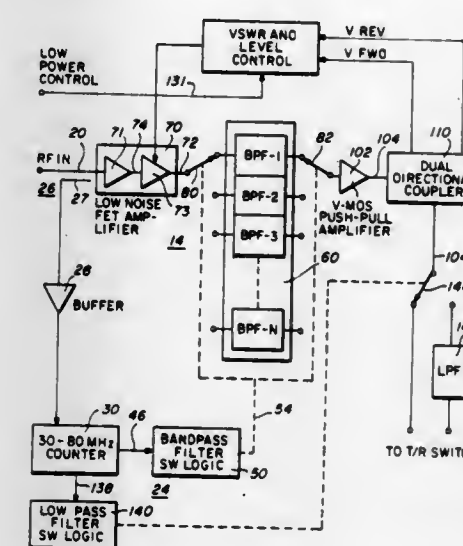 VSWR AND
LEVEL CONTROL
V REV
V FWD
LOW
POWER
CONTROL
131
20
71
74
70
72
82
104
110
RF IN
26
27
73
80
LOW NOISE
FET AMP-
LIFIER
14
BPF-1
BPF-2
BPF-3
BPF-N
60
102
V-MOS
PUSH-PULL
AMPLIFIER
DUAL
DIRECTIONAL
COUPLER
104
LPF
TO T/R SWITCH
28
BUFFER
30
30-80 MHz
COUNTER
46
BANDPASS
FILTER
SW LOGIC
50
54
24
138
140
LOW PASS
FILTER
SW LOGIC